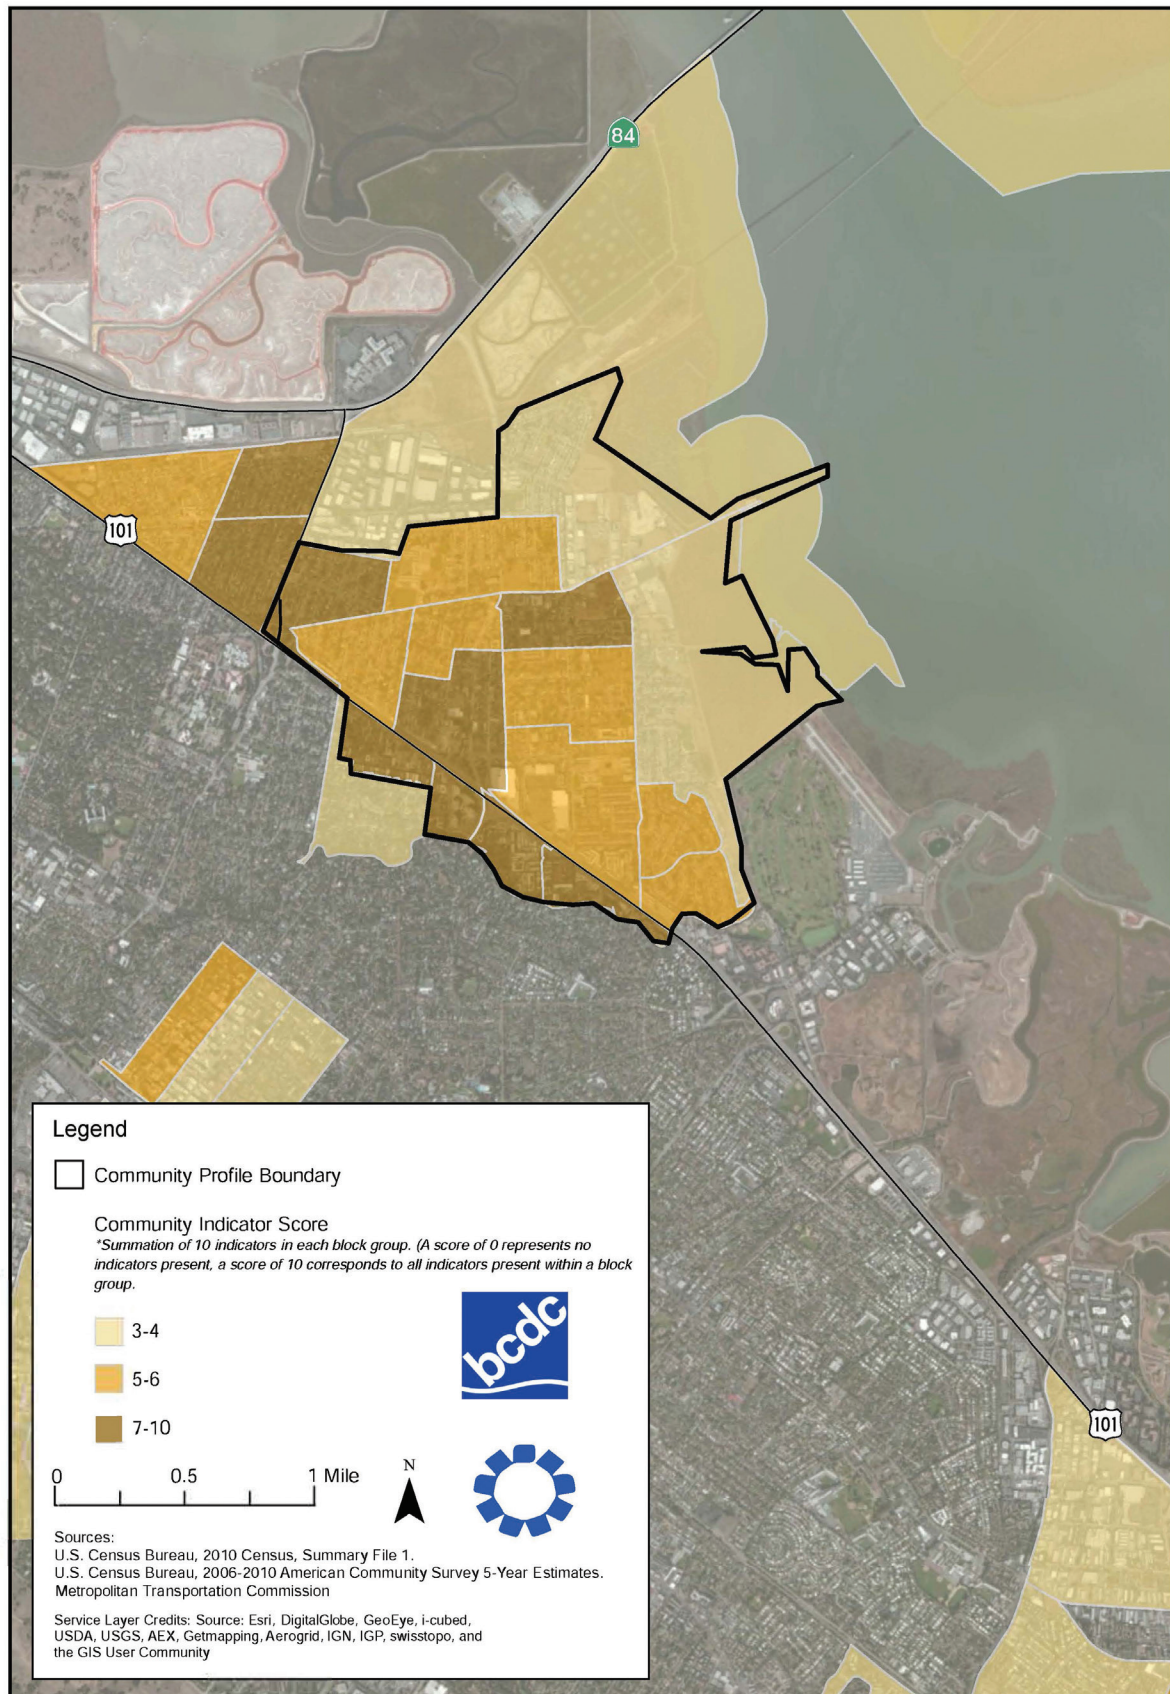 84
101
Legend
Community Profile Boundary
Community Indicator Score
*Summation of 10 indicators in each block group. (A score of 0 represents no
indicators present, a score of 10 corresponds to all indicators present within a block
group.
3-4
5-6
7-10
bcdc
0 0.5 1 Mile
N
101
Sources:
U.S. Census Bureau, 2010 Census, Summary File 1.
U.S. Census Bureau, 2006-2010 American Community Survey 5-Year Estimates.
Metropolitan Transportation Commission
Service Layer Credits: Source: Esri, DigitalGlobe, GeoEye, i-cubed,
USDA, USGS, AEX, Getmapping, Aerogrid, IGN, IGP, swisstopo, and
the GIS User Community